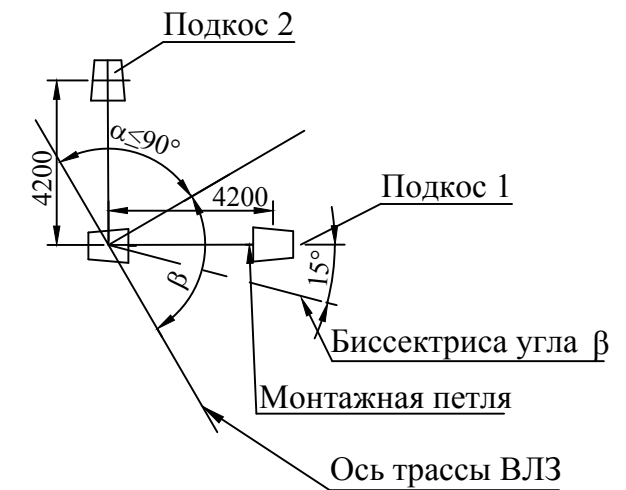 Подкос 2
α≤90°
4200
4200
Подкос 1
β
15°
Биссектриса угла β
Монтажная петля
Ось трассы ВЛЗ